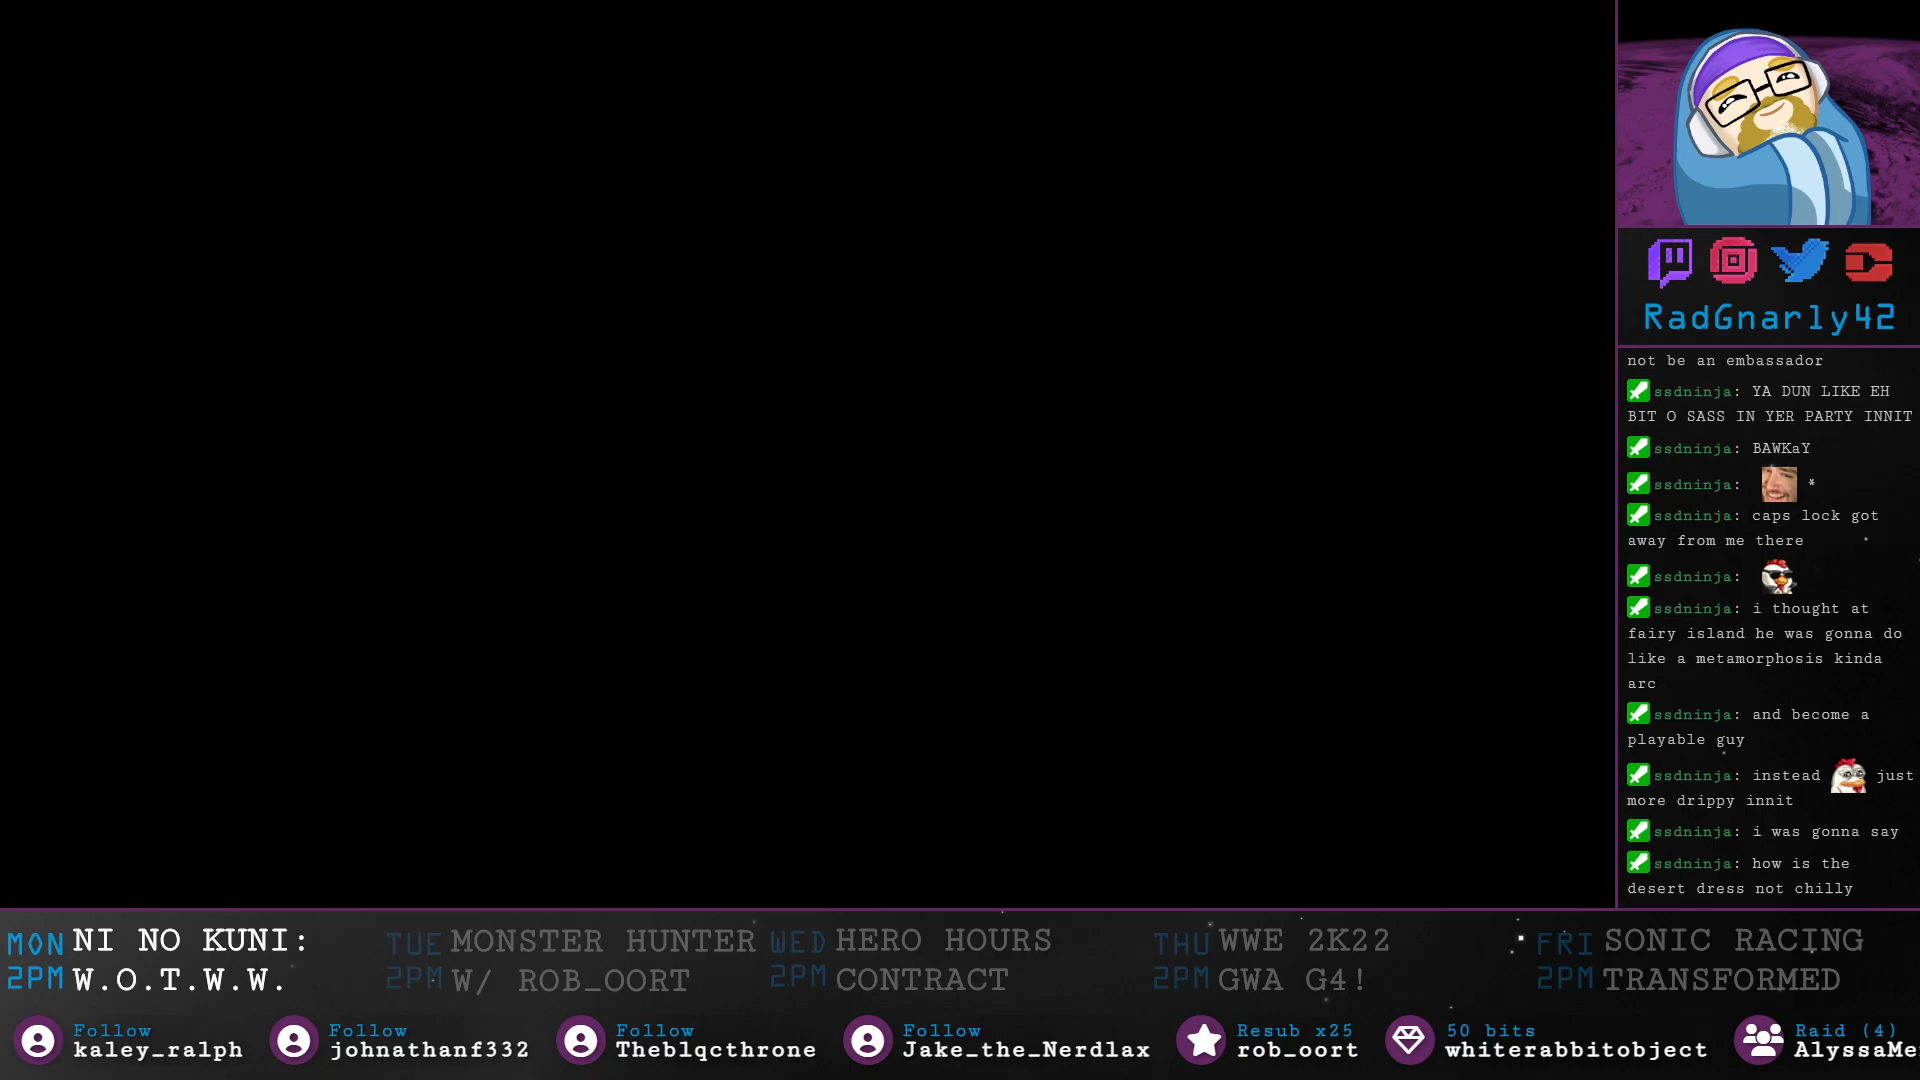 RadGnarly42
not be an embassador
ssdninja: YA DUN LIKE EH
BIT O SASS IN YER PARTY INNIT
ssdninja: BAWKaY
ssdninja: *
ssdninja: caps lock got
away from me there
ssdninja:
ssdninja: i thought at
fairy island he was gonna do
like a metamorphosis kinda
arc
ssdninja: and become a
playable guy
ssdninja: instead just
more drippy innit
ssdninja: i was gonna say
ssdninja: how is the
desert dress not chilly
MON NI NO KUNI:
2PM W.O.T.W.W.
TUE MONSTER HUNTER
2PM W/ ROB_OORT
WED HERO HOURS
2PM CONTRACT
THU WWE 2K22
2PM GWA G4!
FRI SONIC RACING
2PM TRANSFORMED
Follow
kaley_ralph
Follow
johnathanf332
Follow
Theblqcthrone
Follow
Jake_the_Nerdlax
Resub x25
rob_oort
50 bits
whiterabbitobject
Raid (4)